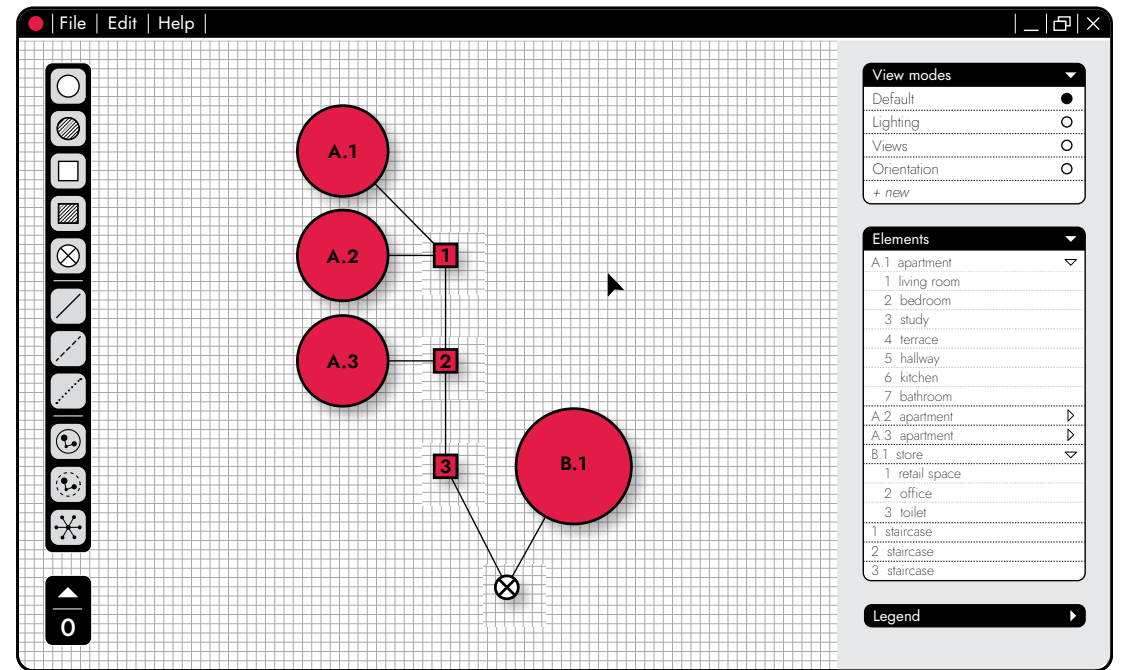 File | Edit | Help
A.1
A.2
A.3
1
2
3
B.1
0
View modes
Default
Lighting
Views
Orientation
+ new
Elements
A.1 apartment
1 living room
2 bedroom
3 study
4 terrace
5 hallway
6 kitchen
7 bathroom
A.2 apartment
A.3 apartment
B.1 store
1 retail space
2 office
3 toilet
1 staircase
2 staircase
3 staircase
Legend